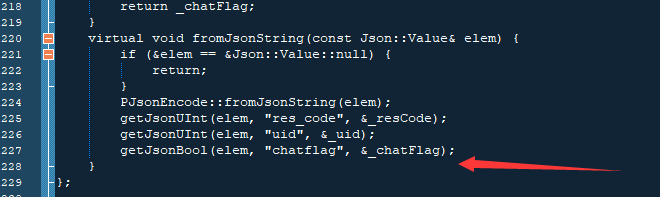 218 return _chatFlag;
219 }
220 virtual void fromJsonString(const Json::Value& elem) {
221 if (&elem == &Json::Value::null) {
222 return;
223 }
224 PJsonEncode::fromJsonString(elem);
225 getJsonUInt(elem, "res_code", &_resCode);
226 getJsonUInt(elem, "uid", &_uid);
227 getJsonBool(elem, "chatflag", &_chatFlag);
228 }
229 };